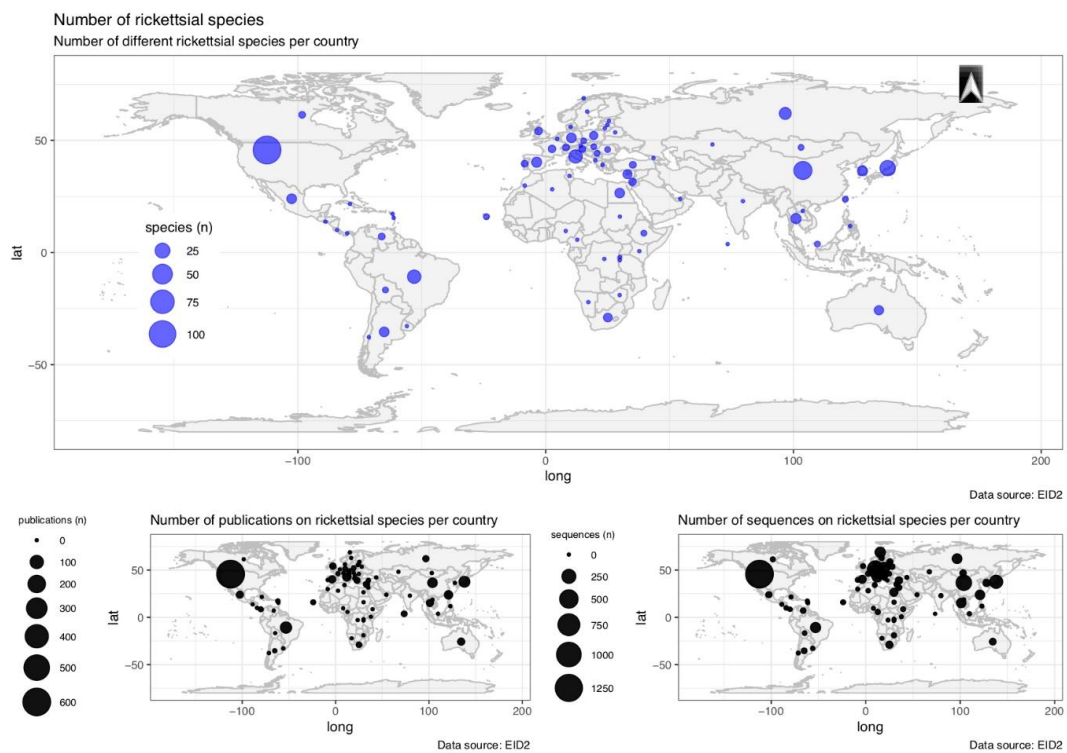 Number of rickettsial species
Number of different rickettsial species per country
50
0
−50
lat
species (n)
25
50
75
100
−100
0
100
200
long
Data source: EID2
publications (n)
0
100
200
300
400
500
600
Number of publications on rickettsial species per country
50
0
−50
lat
−100
0
100
200
long
Data source: EID2
sequences (n)
0
250
500
750
1000
1250
Number of sequences on rickettsial species per country
50
0
−50
lat
−100
0
100
200
long
Data source: EID2